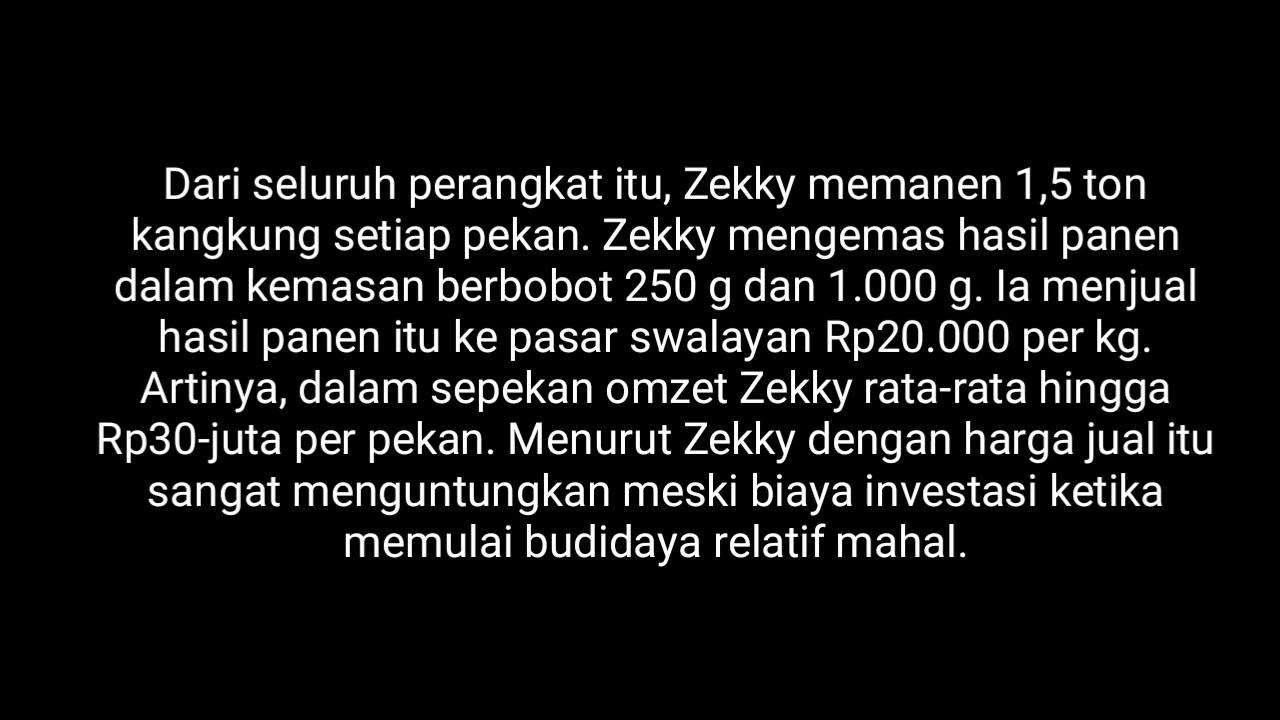 Dari seluruh perangkat itu, Zekky memanen 1,5 ton
kangkung setiap pekan. Zekky mengemas hasil panen
dalam kemasan berbobot 250 g dan 1.000 g. Ia menjual
hasil panen itu ke pasar swalayan Rp20.000 per kg.
Artinya, dalam sepekan omzet Zekky rata-rata hingga
Rp30-juta per pekan. Menurut Zekky dengan harga jual itu
sangat menguntungkan meski biaya investasi ketika
memulai budidaya relatif mahal.